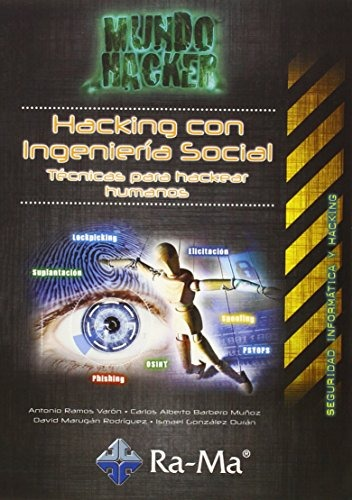 MUNDO
HACKER
Hacking con
Ingeniería Social
Técnicas para hackear
humanos
Lockpicking
Elicitación
Suplantación
Spoofing
OSINT
PSYOPS
Phishing
SEGURIDAD INFORMÁTICA Y HACKING
Antonio Ramos Varón · Carlos Alberto Barbero Muñoz
David Marugán Rodríguez · Ismael González Durán
Ra-Ma®